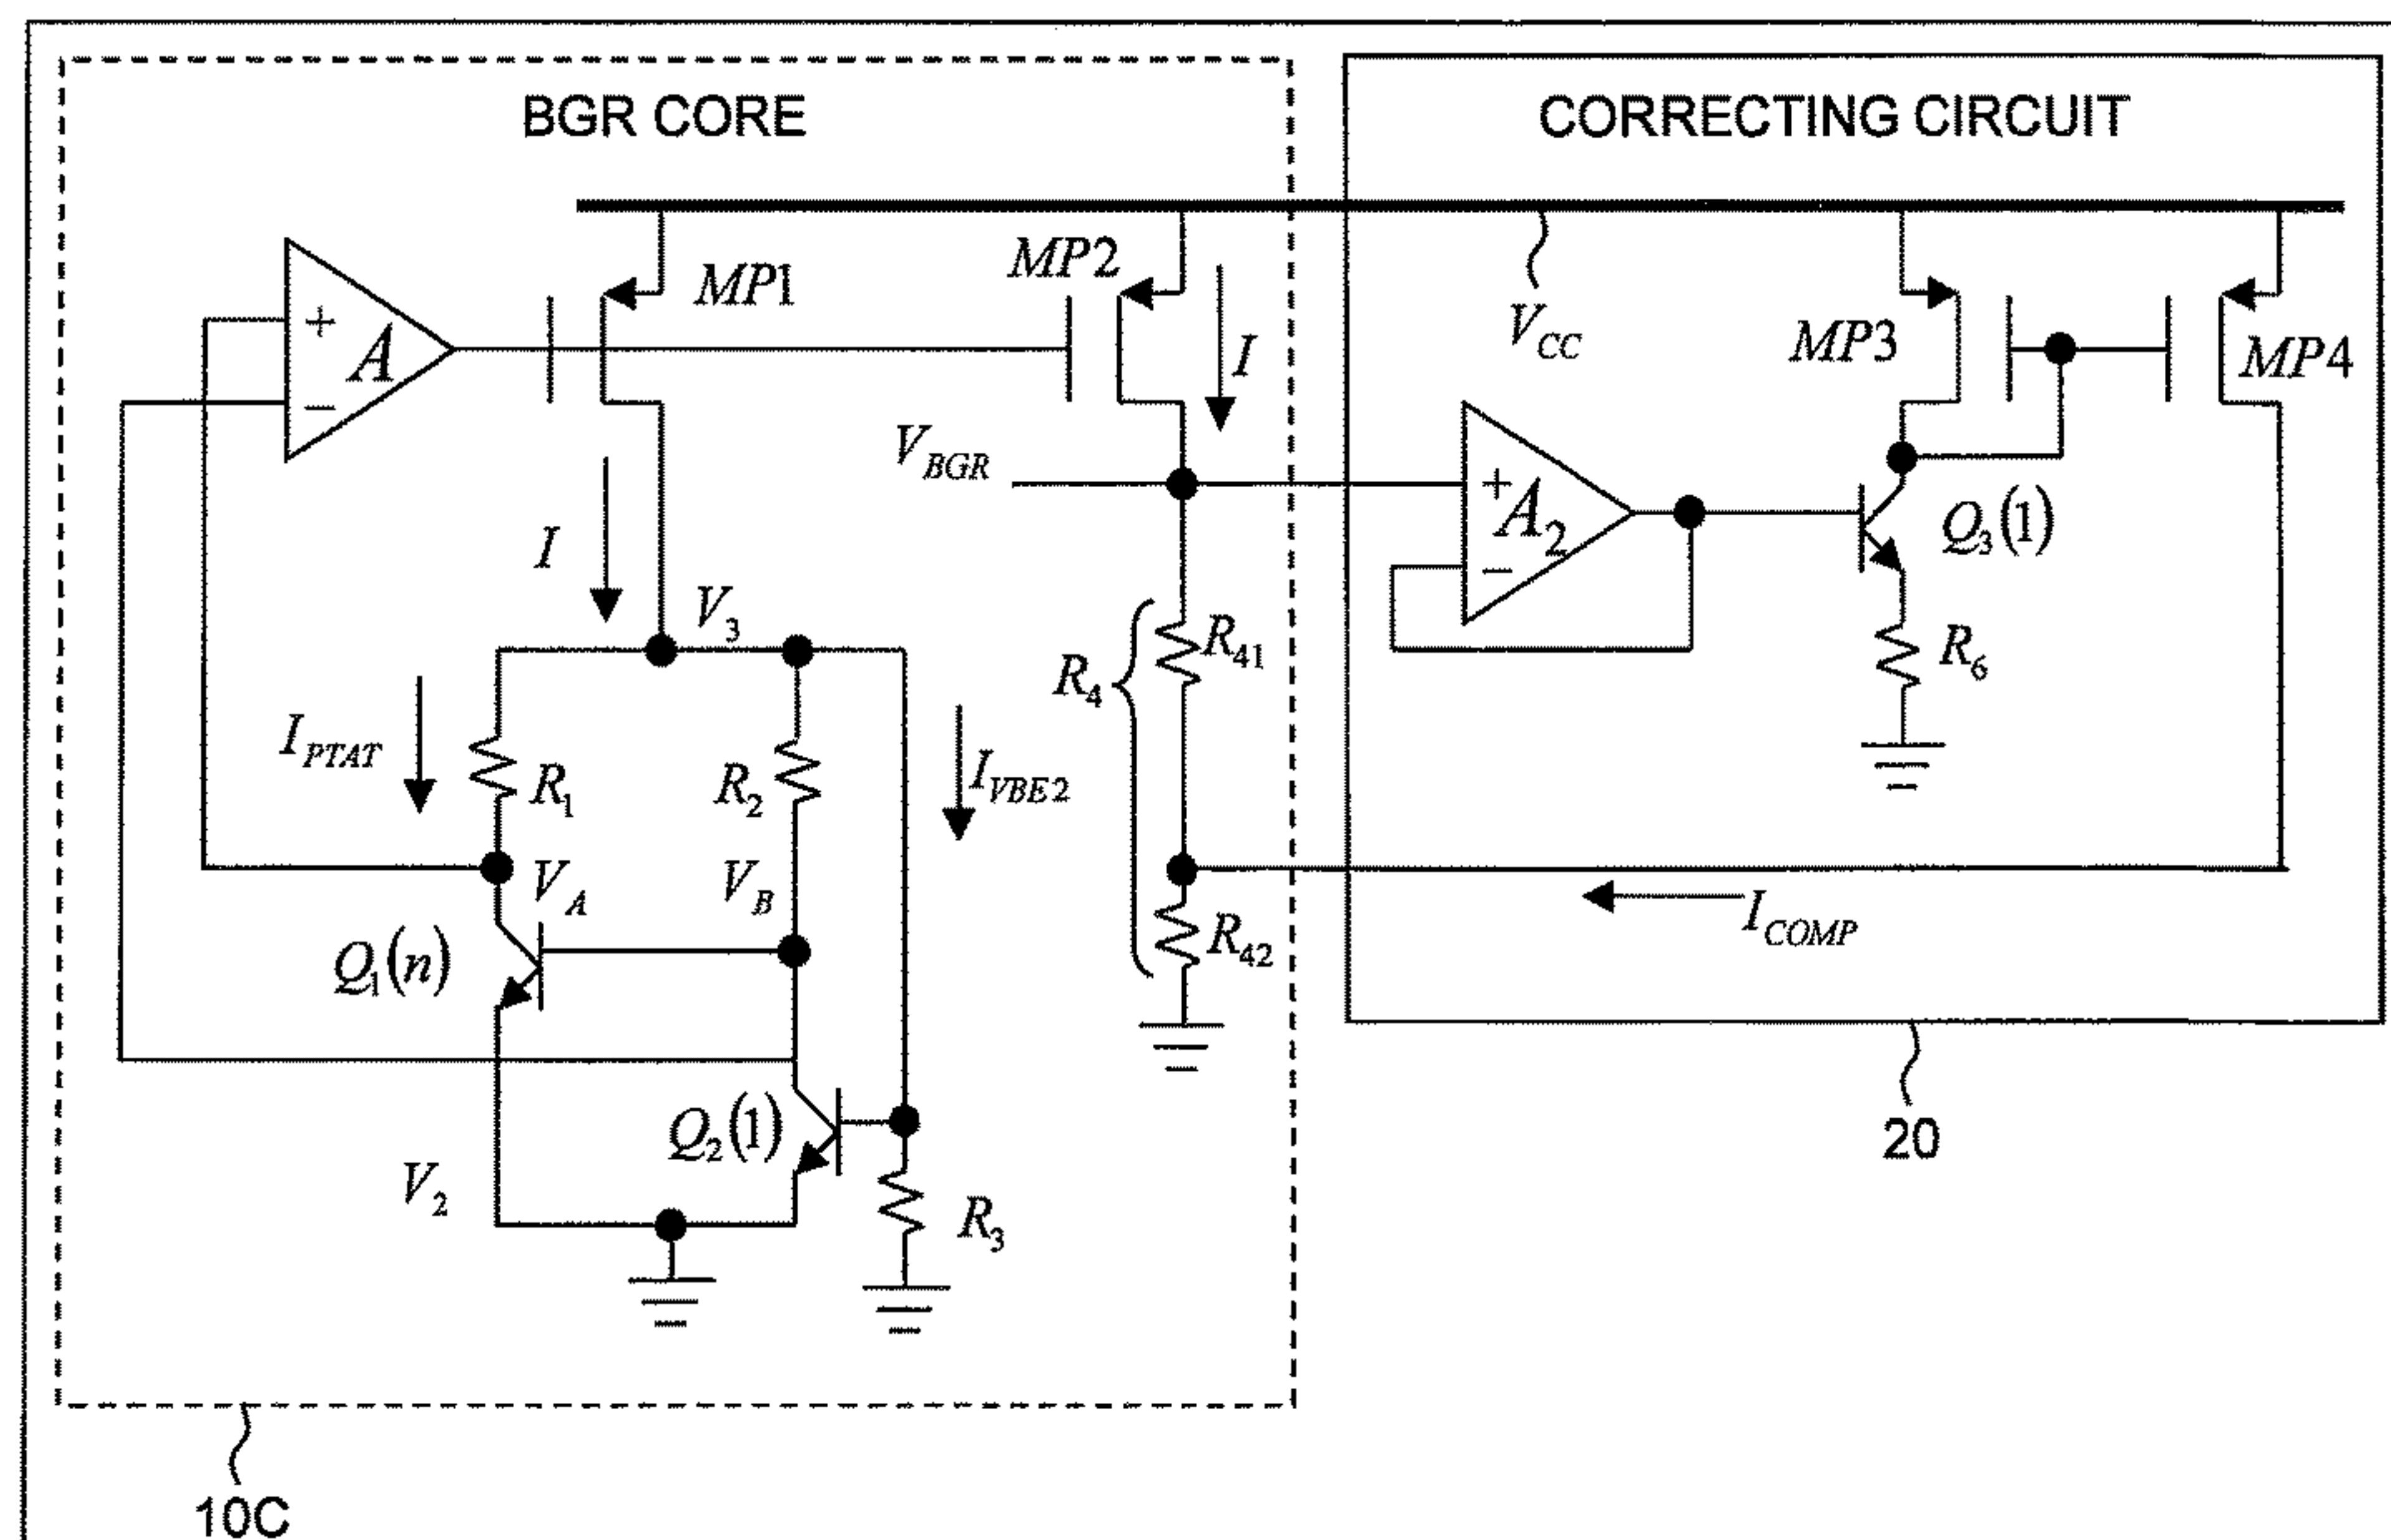 BGR CORE
CORRECTING CIRCUIT
MP1
MP2
MP3
MP4
V_CC
+
A
−
I
I
V_BGR
+
A_2
−
Q_3(1)
V_3
R_41
R_4
R_6
I_PTAT
R_1
R_2
I_VBE2
V_A
V_B
R_42
I_COMP
Q_1(n)
Q_2(1)
V_2
R_3
20
10C